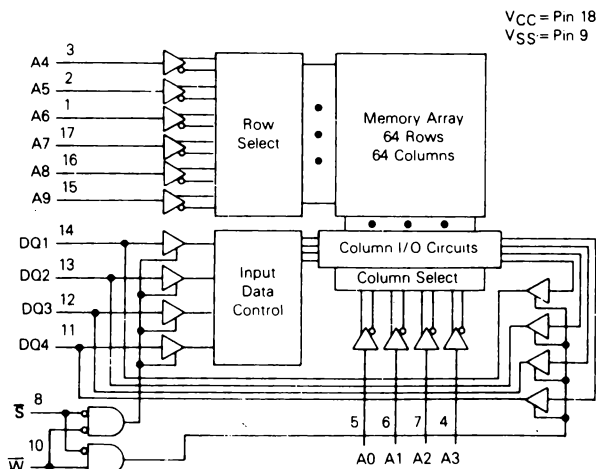 VCC = Pin 18
VSS = Pin 9
A4 3
A5 2
A6 1
A7 17
A8 16
A9 15
Row
Select
Memory Array
64 Rows
64 Columns
DQ1 14
DQ2 13
DQ3 12
DQ4 11
Input
Data
Control
Column I/O Circuits
Column Select
S̅ 8
W̅ 10
5 6 7 4
A0 A1 A2 A3